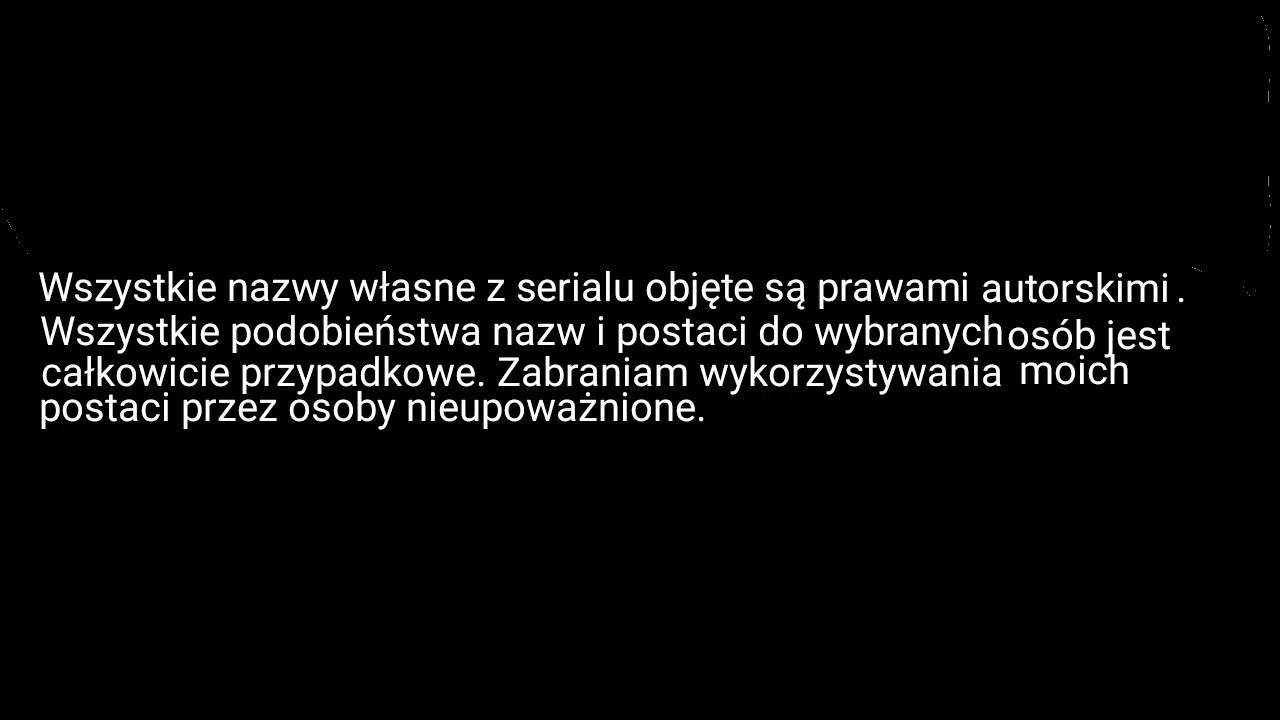 Wszystkie nazwy własne z serialu objęte są prawami autorskimi .
Wszystkie podobieństwa nazw i postaci do wybranych osób jest
całkowicie przypadkowe. Zabraniam wykorzystywania moich
postaci przez osoby nieupoważnione.